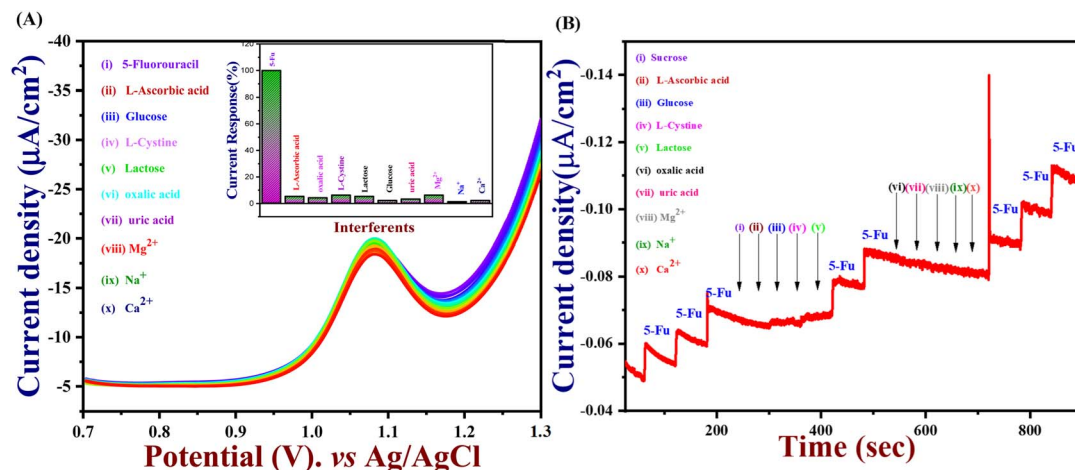 (A)
Current density (μA/cm²)
-40
-35
-30
-25
-20
-15
-10
-5
0.7
0.8
0.9
1.0
1.1
1.2
1.3
Potential (V). vs Ag/AgCl
(i) 5-Fluorouracil
(ii) L-Ascorbic acid
(iii) Glucose
(iv) L-Cystine
(v) Lactose
(vi) oxalic acid
(vii) uric acid
(viii) Mg²⁺
(ix) Na⁺
(x) Ca²⁺
Current Response(%)
120
100
80
60
40
20
0
5-Fu
L-Ascorbic acid
oxalic acid
L-Cystine
Lactose
Glucose
uric acid
Mg²⁺
Na⁺
Ca²⁺
Interferents
(B)
Current density(μA/cm²)
-0.14
-0.12
-0.10
-0.08
-0.06
-0.04
200
400
600
800
Time (sec)
(i) Sucrose
(ii) L-Ascorbic acid
(iii) Glucose
(iv) L-Cystine
(v) Lactose
(vi) oxalic acid
(vii) uric acid
(viii) Mg²⁺
(ix) Na⁺
(x) Ca²⁺
5-Fu
5-Fu
5-Fu
(i) (ii) (iii) (iv) (v)
5-Fu
5-Fu
(vi) (vii) (viii) (ix) (x)
5-Fu
5-Fu
5-Fu